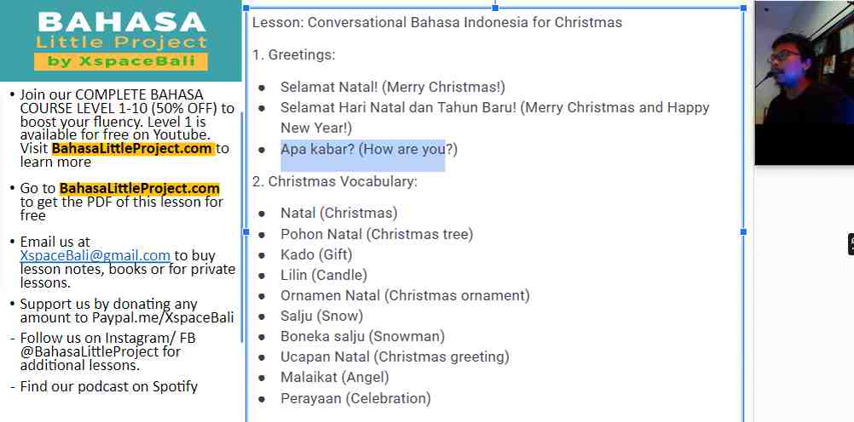 BAHASA
Little Project
by XspaceBali
• Join our COMPLETE BAHASA
COURSE LEVEL 1-10 (50% OFF) to
boost your fluency. Level 1 is
available for free on Youtube.
Visit BahasaLittleProject.com to
learn more
• Go to BahasaLittleProject.com
to get the PDF of this lesson for
free
• Email us at
XspaceBali@gmail.com to buy
lesson notes, books or for private
lessons.
• Support us by donating any
amount to Paypal.me/XspaceBali
- Follow us on Instagram/ FB
@BahasaLittleProject for
additional lessons.
- Find our podcast on Spotify
Lesson: Conversational Bahasa Indonesia for Christmas
1. Greetings:
● Selamat Natal! (Merry Christmas!)
● Selamat Hari Natal dan Tahun Baru! (Merry Christmas and Happy
New Year!)
● Apa kabar? (How are you?)
2. Christmas Vocabulary:
● Natal (Christmas)
● Pohon Natal (Christmas tree)
● Kado (Gift)
● Lilin (Candle)
● Ornamen Natal (Christmas ornament)
● Salju (Snow)
● Boneka salju (Snowman)
● Ucapan Natal (Christmas greeting)
● Malaikat (Angel)
● Perayaan (Celebration)